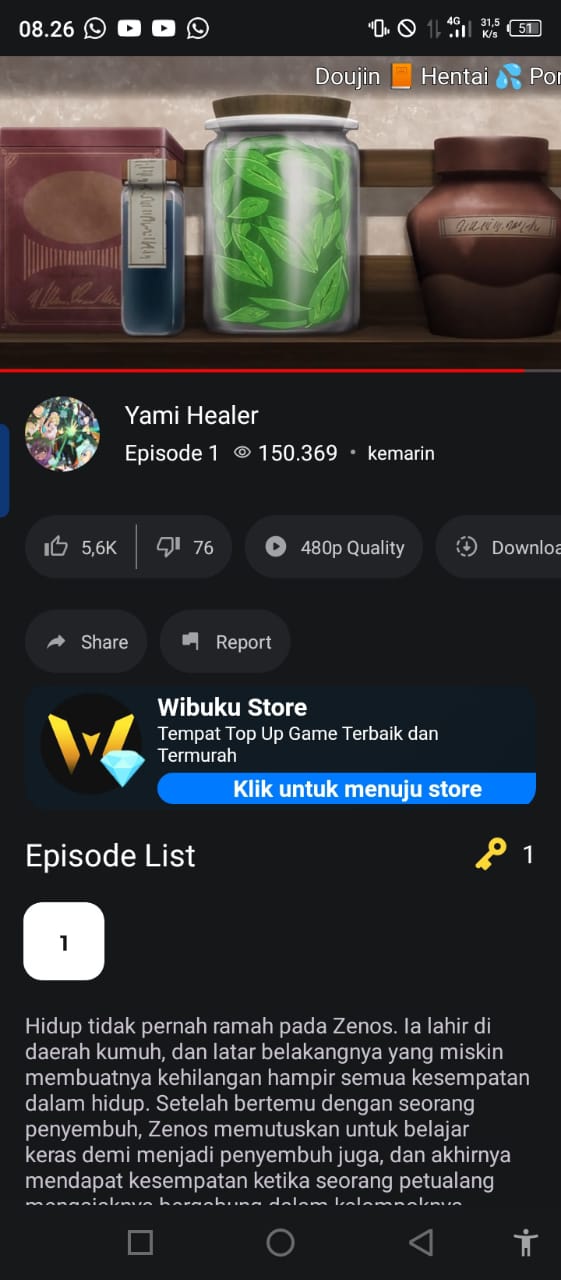 08.26
4G
31,5
K/s
51
Doujin 📙 Hentai 💦 Por
Yami Healer
Episode 1 150.369 • kemarin
5,6K 76 480p Quality Downloa
Share Report
Wibuku Store
Tempat Top Up Game Terbaik dan
Termurah
Klik untuk menuju store
Episode List 1
1
Hidup tidak pernah ramah pada Zenos. Ia lahir di
daerah kumuh, dan latar belakangnya yang miskin
membuatnya kehilangan hampir semua kesempatan
dalam hidup. Setelah bertemu dengan seorang
penyembuh, Zenos memutuskan untuk belajar
keras demi menjadi penyembuh juga, dan akhirnya
mendapat kesempatan ketika seorang petualang
mengajaknya bergabung dalam kelompoknya.